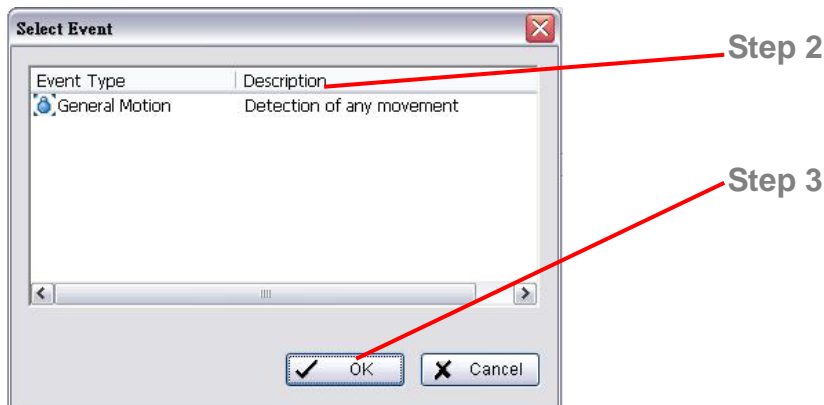 Select Event
Step 2
Event Type Description
General Motion Detection of any movement
Step 3
OK Cancel